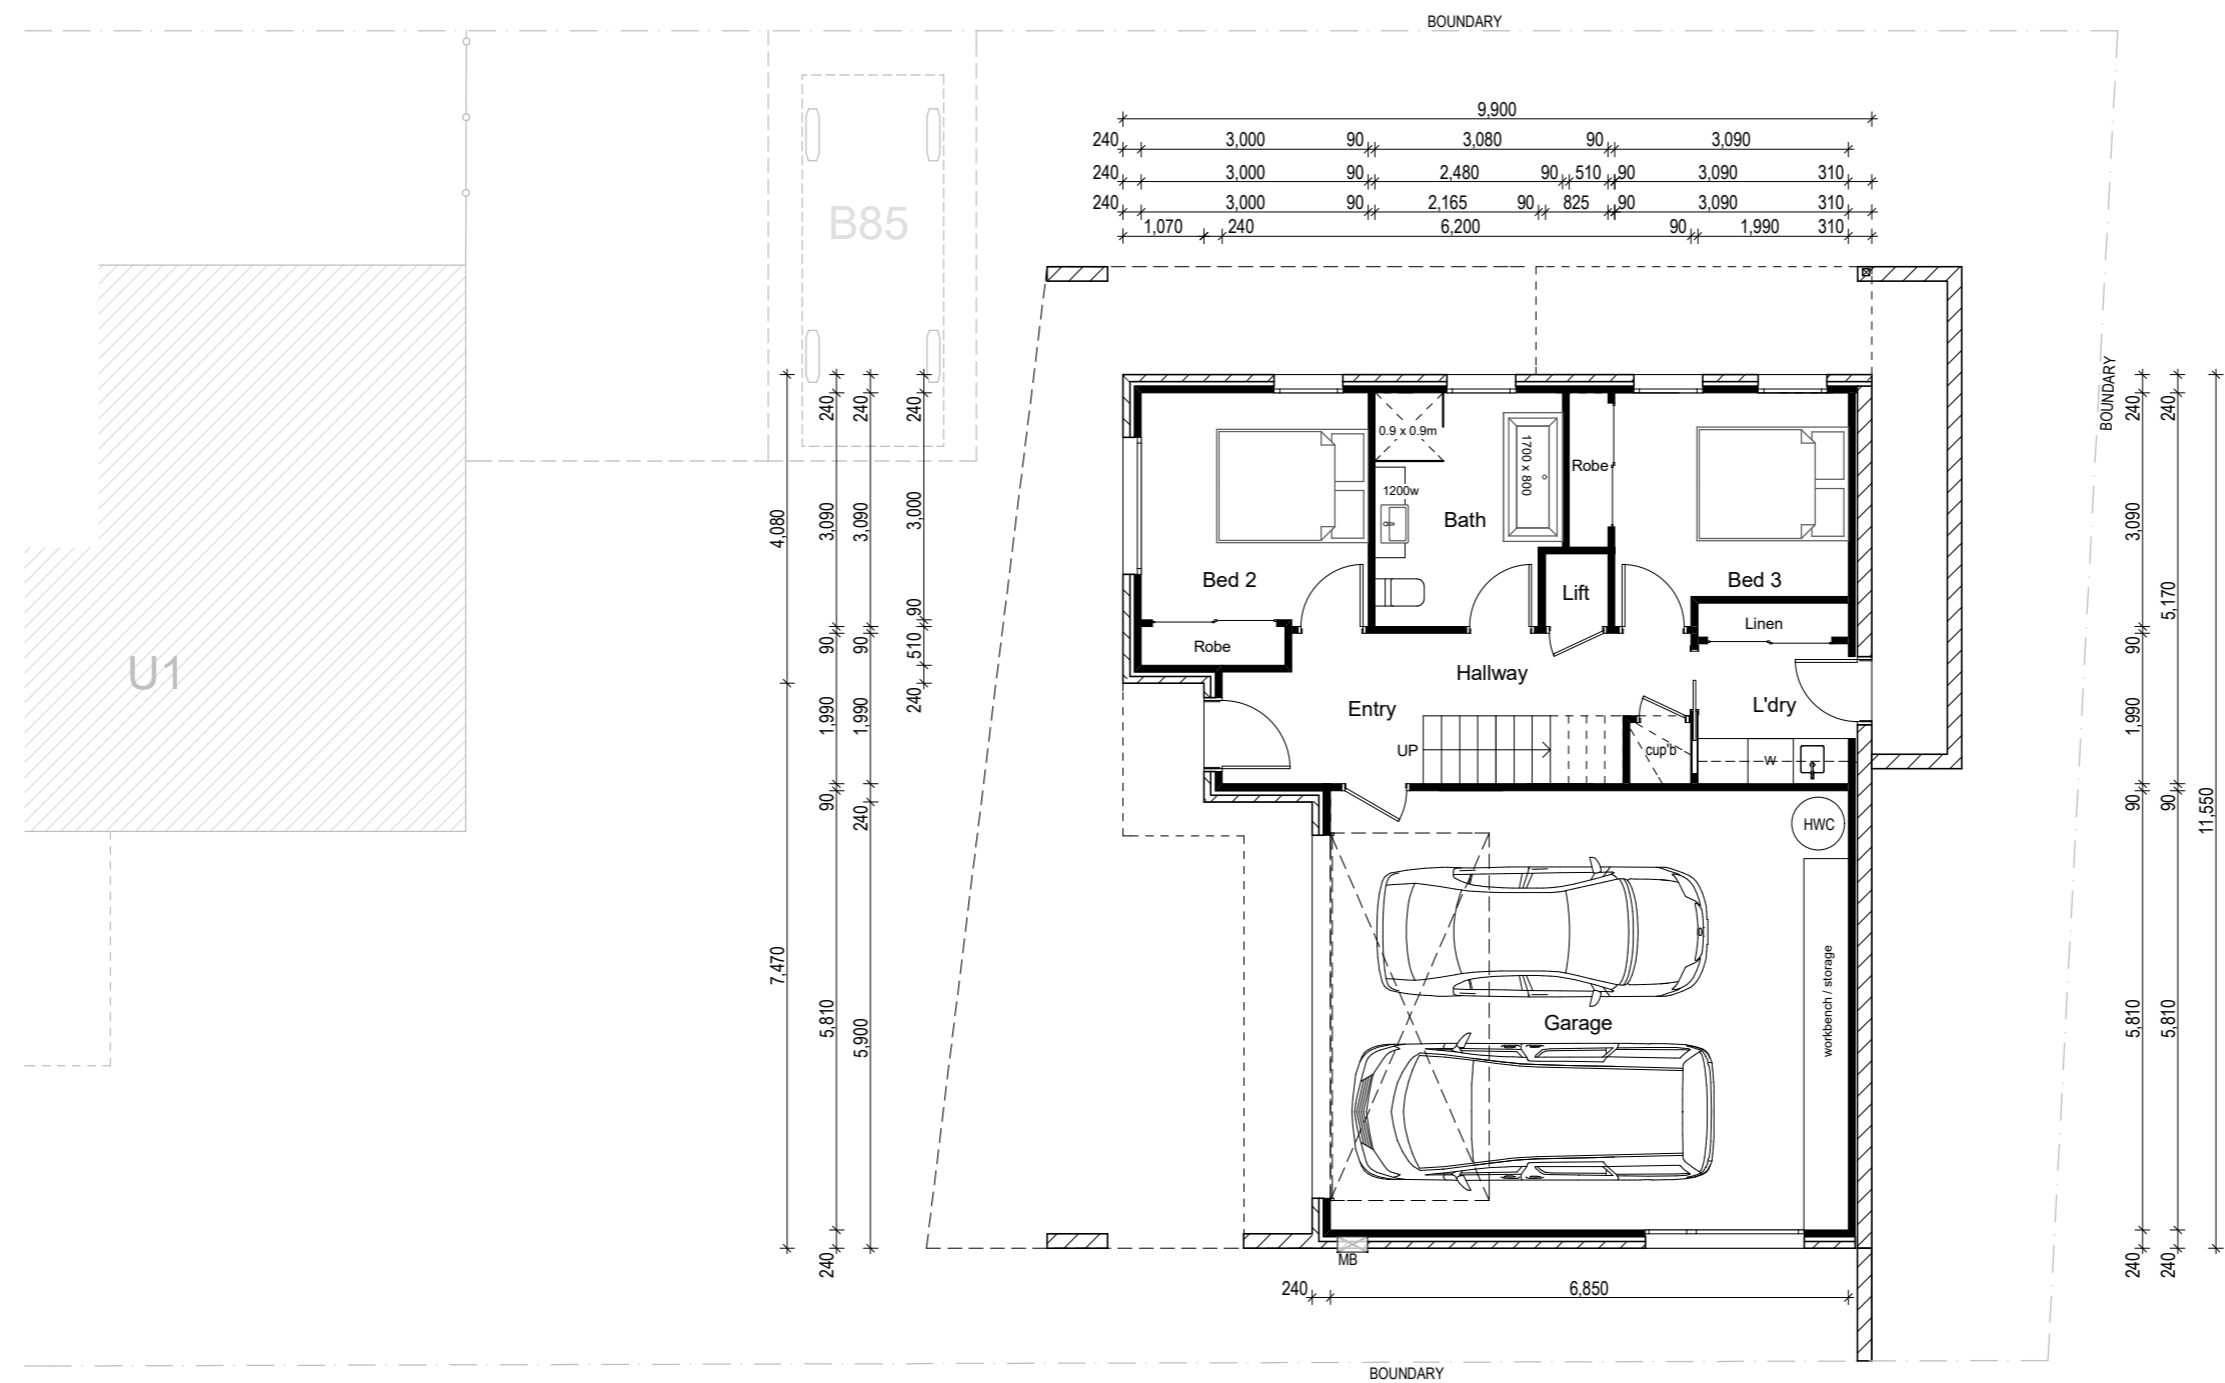 BOUNDARY
9,900
240 3,000 90 3,080 90 3,090
240 3,000 90 2,480 90 510 90 3,090 310
240 3,000 90 2,165 90 825 90 3,090 310
1,070 240 6,200 90 1,990 310
B85
U1
4,080
7,470
240
3,090
90
1,990
90
5,810
240
240
3,090
90
1,990
240
5,900
240
3,000
90
510
240
0.9 x 0.9m
1200w
1700 x 800
Robe
Bath
Bed 2
Lift
Bed 3
Linen
Robe
Hallway
Entry
L'dry
UP
cup'b
W
HWC
Garage
workbench / storage
MB
240 6,850
BOUNDARY
240
3,090
90
1,990
90
5,810
240
240
5,170
90
5,810
240
11,550
BOUNDARY